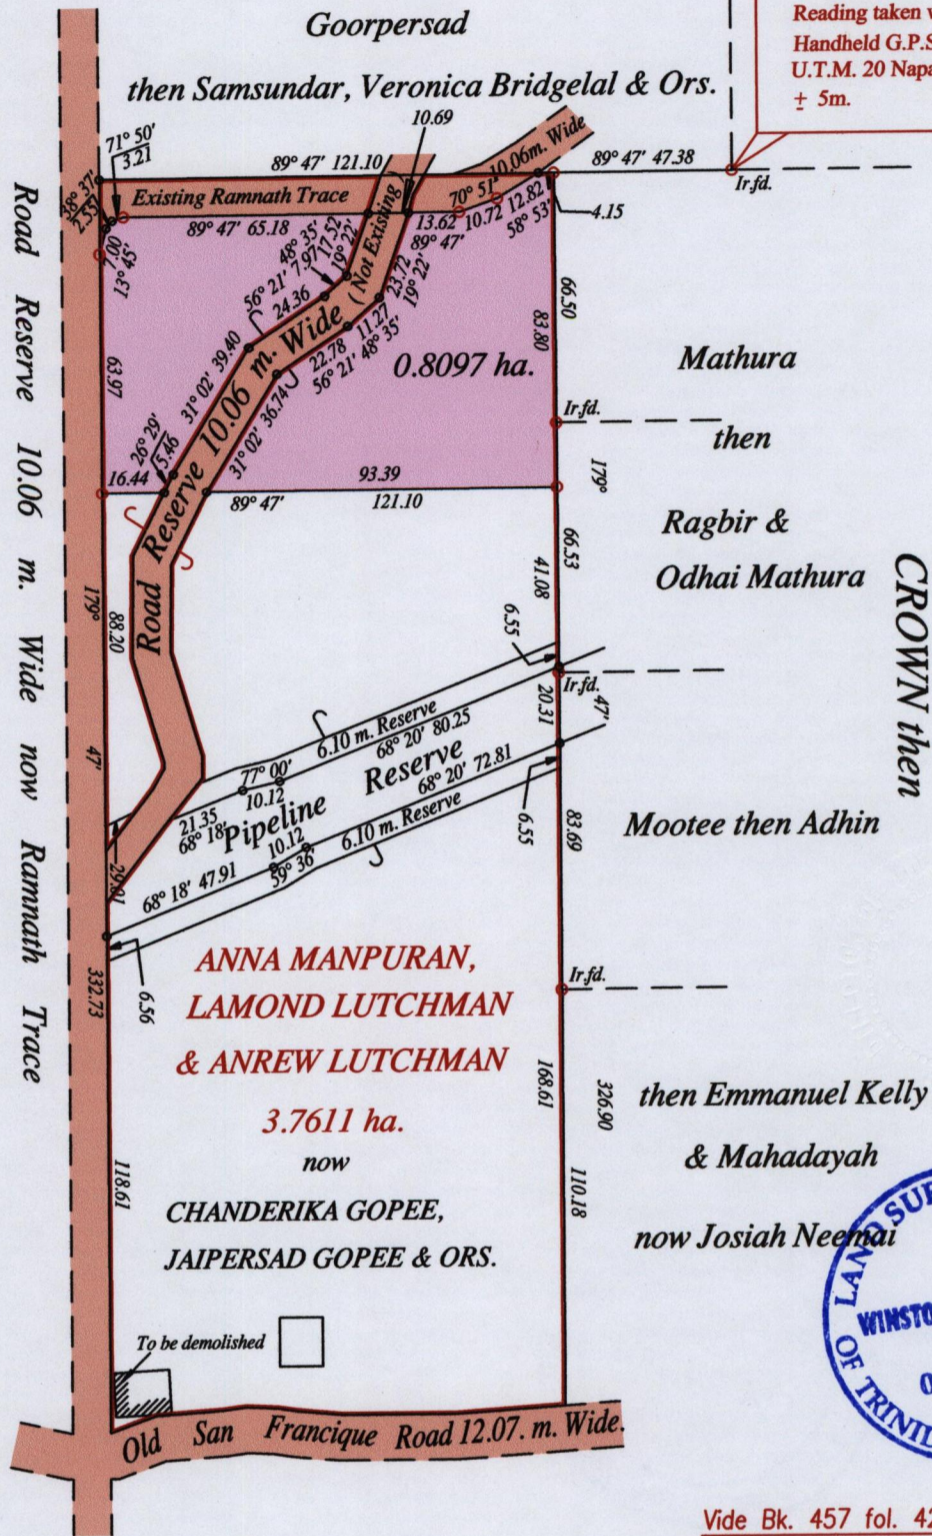 Goorpersad
then Samsundar, Veronica Bridgelal & Ors.
Reading taken
Handheld G.P.S
U.T.M. 20
± 5m.
71° 50'
3.21
10.69
10.06m. Wide
89° 47' 121.10
89° 47' 47.38
Ir.fd.
38° 37'
2.55
Existing Ramnath Trace
70° 51'
12.82
58° 53'
4.15
89° 47' 65.18
13.62
10.72
89° 47'
7.00
13° 45'
48° 35'
17.52
19° 22'
(Not Existing)
23.72
19° 22'
56° 21' 7.97
24.36
11.27
48° 35'
22.78
56° 21'
66.50
83.80
0.8097 ha.
Mathura
63.97
31° 02' 39.40
31° 02' 36.74
Ir.fd.
then
26° 29'
5.46
16.44
93.39
89° 47'
121.10
179°
Ragbir &
Odhai Mathura
Road Reserve 10.06 m. Wide
66.53
41.08
179°
88.20
6.55
Ir.fd.
47'
20.31
CROWN then
Road Reserve 10.06 m. Wide now Ramnath Trace
6.10 m. Reserve
68° 20' 80.25
77° 00'
10.12
Pipeline Reserve
68° 20' 72.81
47'
21.35
68° 18'
10.12
59° 36'
6.10 m. Reserve
6.55
83.69
Mootee then Adhin
68° 18' 47.91
332.73
6.56
ANNA MANPURAN,
LAMOND LUTCHMAN
& ANREW LUTCHMAN
3.7611 ha.
now
CHANDERIKA GOPEE,
JAIPERSAD GOPEE & ORS.
Ir.fd.
168.61
326.90
110.18
118.61
then Emmanuel Kelly
& Mahadayah
now Josiah Neemai
To be demolished
Old San Francique Road 12.07. m. Wide.
LAND
OF
Vide Bk. 457 fol.